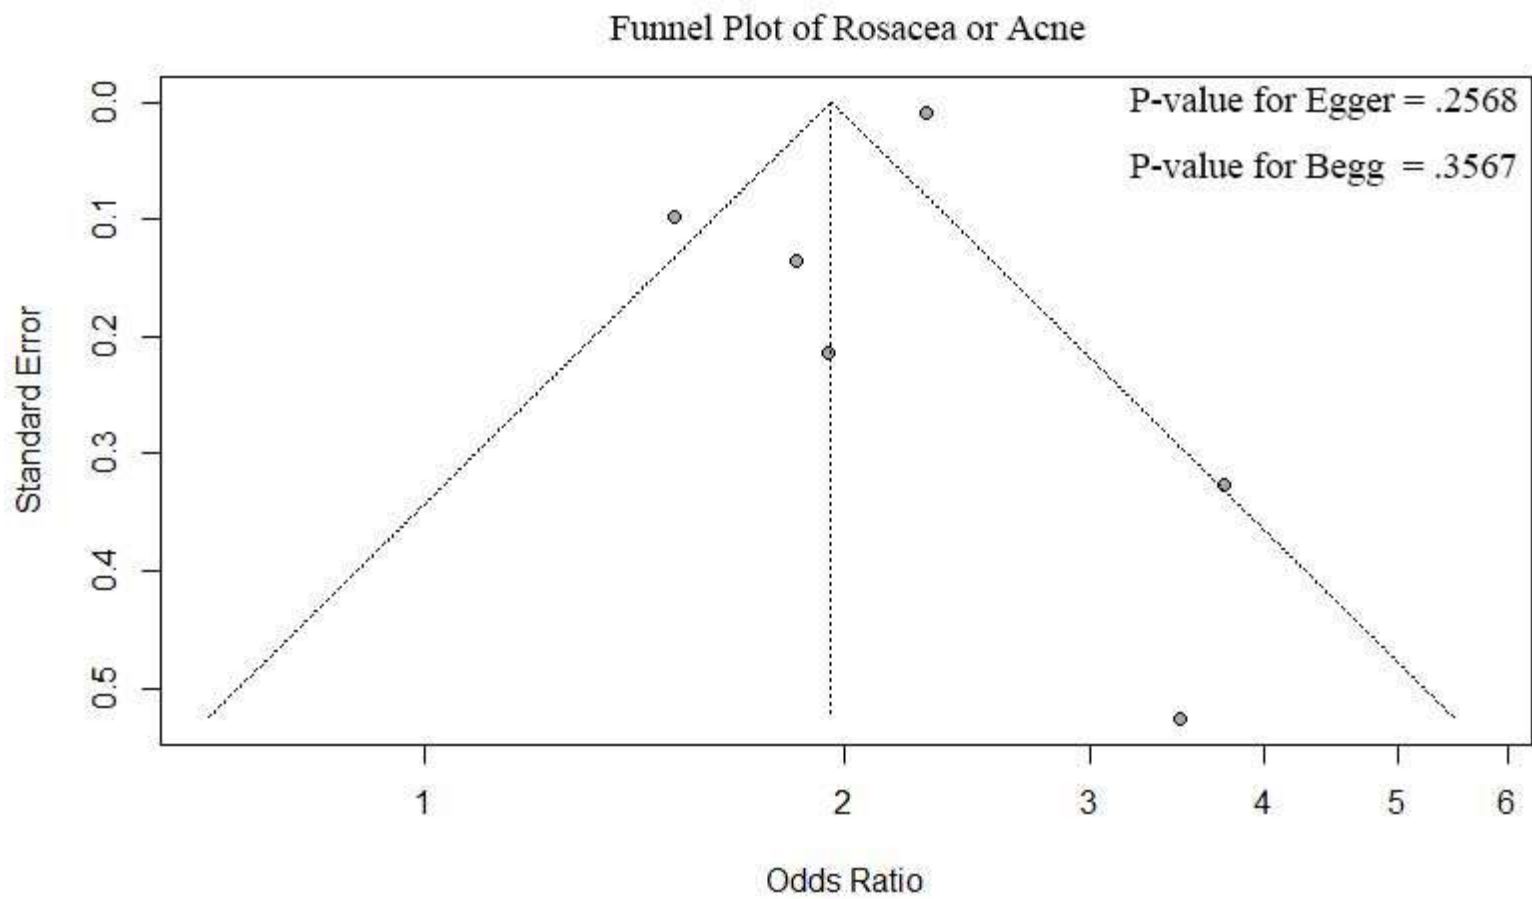 Funnel Plot of Rosacea or Acne
P-value for Egger = .2568
P-value for Begg = .3567
Standard Error
0.0
0.1
0.2
0.3
0.4
0.5
1 2 3 4 5 6
Odds Ratio